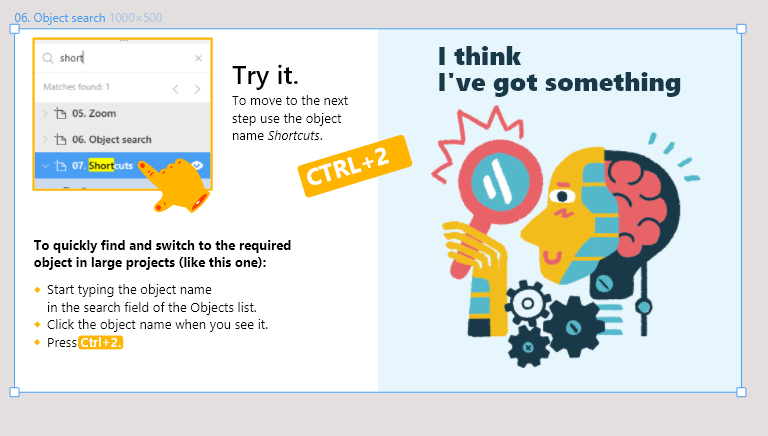 06. Object search 1000×500
short
Matches found: 1
05. Zoom
06. Object search
07. Shortcuts
Try it.
To move to the next
step use the object
name Shortcuts.
CTRL+2
I think
I've got something
To quickly find and switch to the required
object in large projects (like this one):
Start typing the object name
in the search field of the Objects list.
Click the object name when you see it.
Press Ctrl+2.